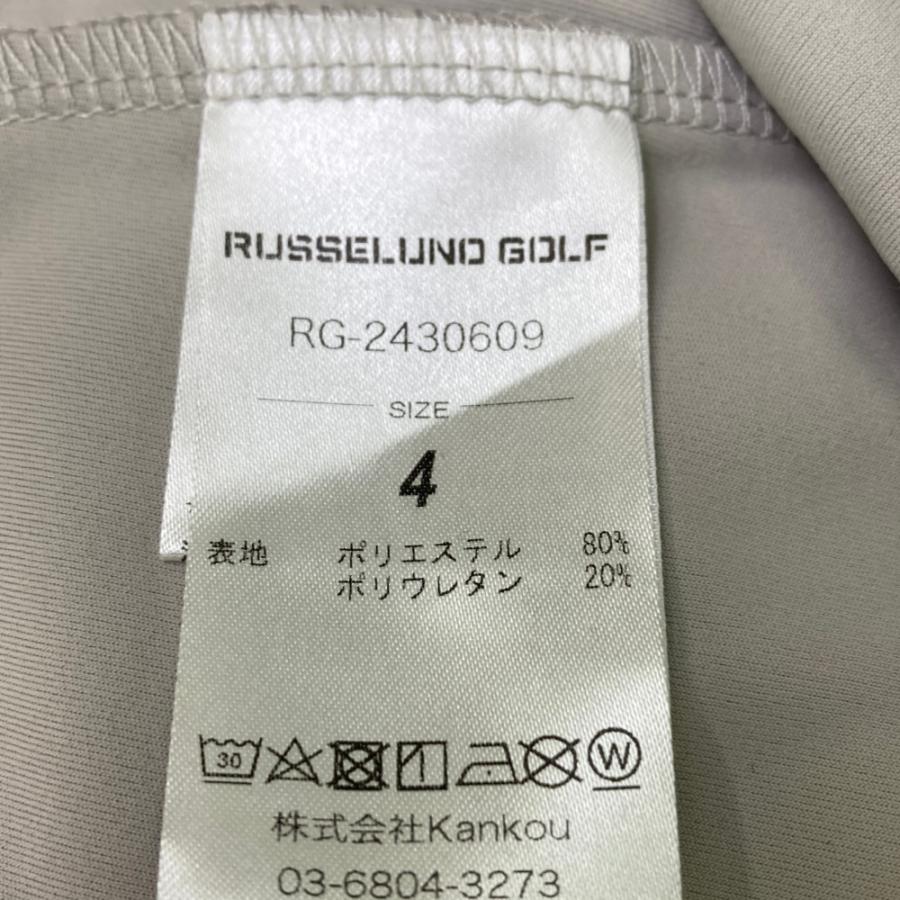 RUSSELUNO GOLF
RG-2430609
SIZE
4
表地 ポリエステル 80%
ポリウレタン 20%
30 W
株式会社Kankou
03-6804-3273